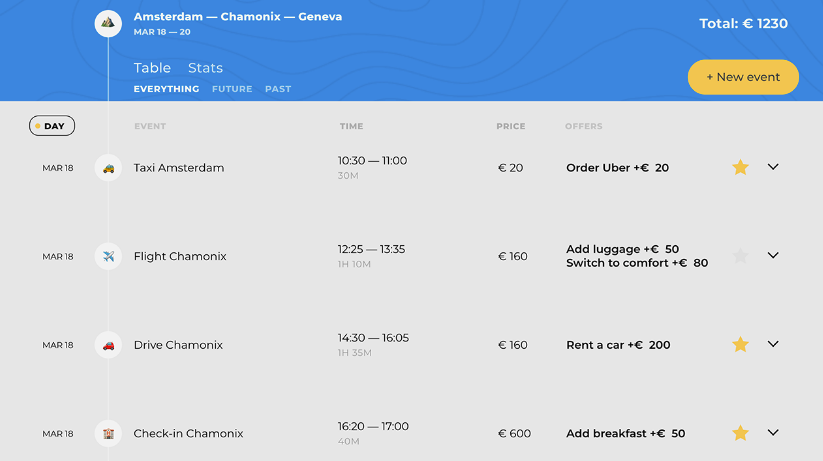 Amsterdam — Chamonix — Geneva
Total: € 1230
MAR 18 — 20
Table Stats
+ New event
EVERYTHING FUTURE PAST
DAY EVENT TIME PRICE OFFERS
MAR 18 Taxi Amsterdam 10:30 — 11:00 € 20 Order Uber +€ 20
30M
MAR 18 Flight Chamonix 12:25 — 13:35 € 160 Add luggage +€ 50
1H 10M Switch to comfort +€ 80
MAR 18 Drive Chamonix 14:30 — 16:05 € 160 Rent a car +€ 200
1H 35M
MAR 18 Check-in Chamonix 16:20 — 17:00 € 600 Add breakfast +€ 50
40M